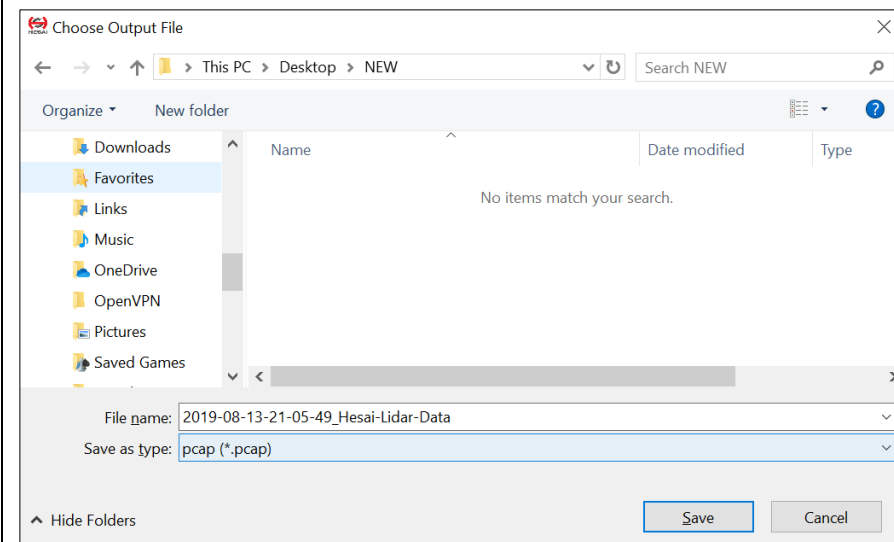 HESAI Choose Output File
This PC > Desktop > NEW
Search NEW
Organize
New folder
Downloads
Favorites
Links
Music
OneDrive
OpenVPN
Pictures
Saved Games
Name
Date modified
Type
No items match your search.
File name: 2019-08-13-21-05-49_Hesai-Lidar-Data
Save as type: pcap (*.pcap)
Hide Folders
Save
Cancel